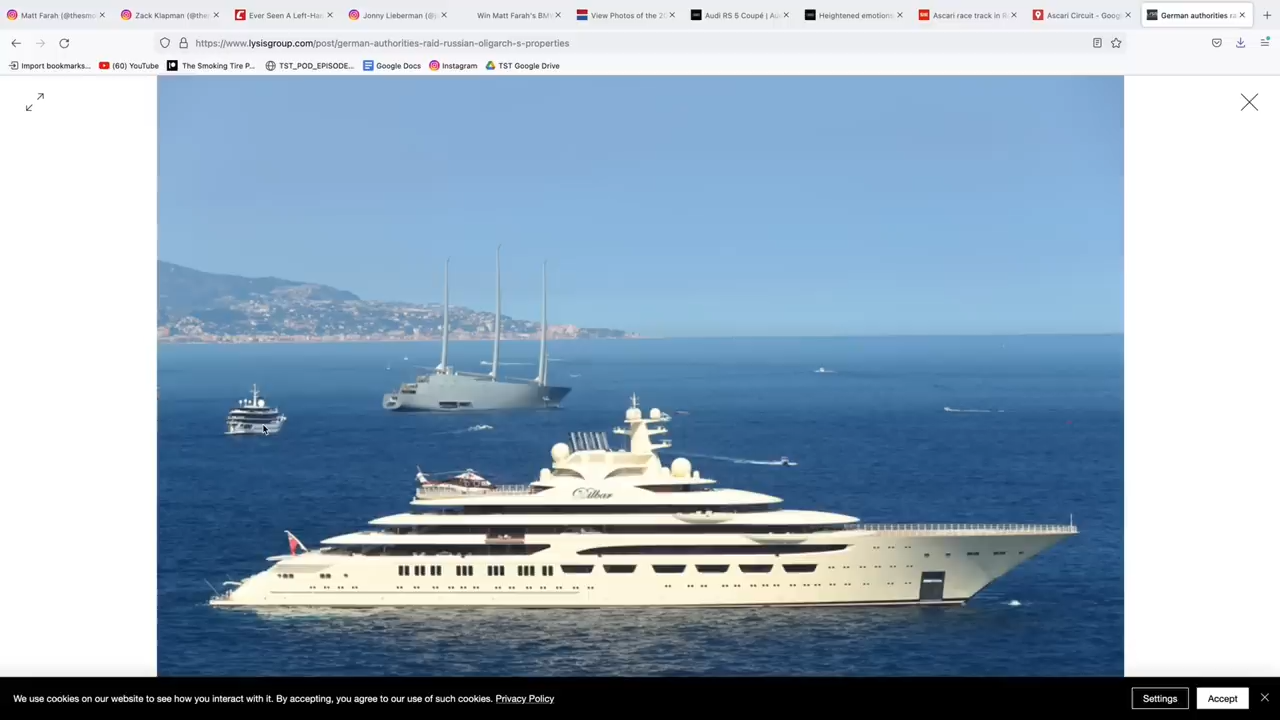 Matt Farah (@thesmo
Zack Klapman (@the
Ever Seen A Left-Ha
Jonny Lieberman (@j
Win Matt Farah's BM
View Photos of the 20
Audi RS 5 Coupé | Au
Heightened emotion
Ascari race track in R
Ascari Circuit - Googl
German authorities ra
https://www.lysisgroup.com/post/german-authorities-raid-russian-oligarch-s-properties
Import bookmarks...
(60) YouTube
The Smoking Tire P...
TST_POD_EPISODE...
Google Docs
Instagram
TST Google Drive
Dilbar
We use cookies on our website to see how you interact with it. By accepting, you agree to our use of such cookies. Privacy Policy
Settings
Accept